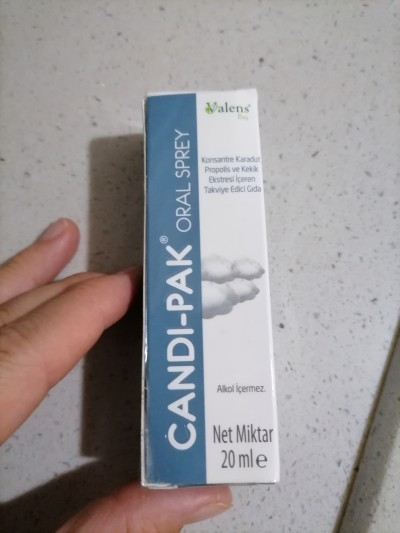 Valens®
CANDI-PAK® ORAL SPREY
Konsantre Karadut
Propolis ve Kekik
Ekstresi İçeren
Takviye Edici Gıda
Alkol İçermez.
Net Miktar
20 ml e